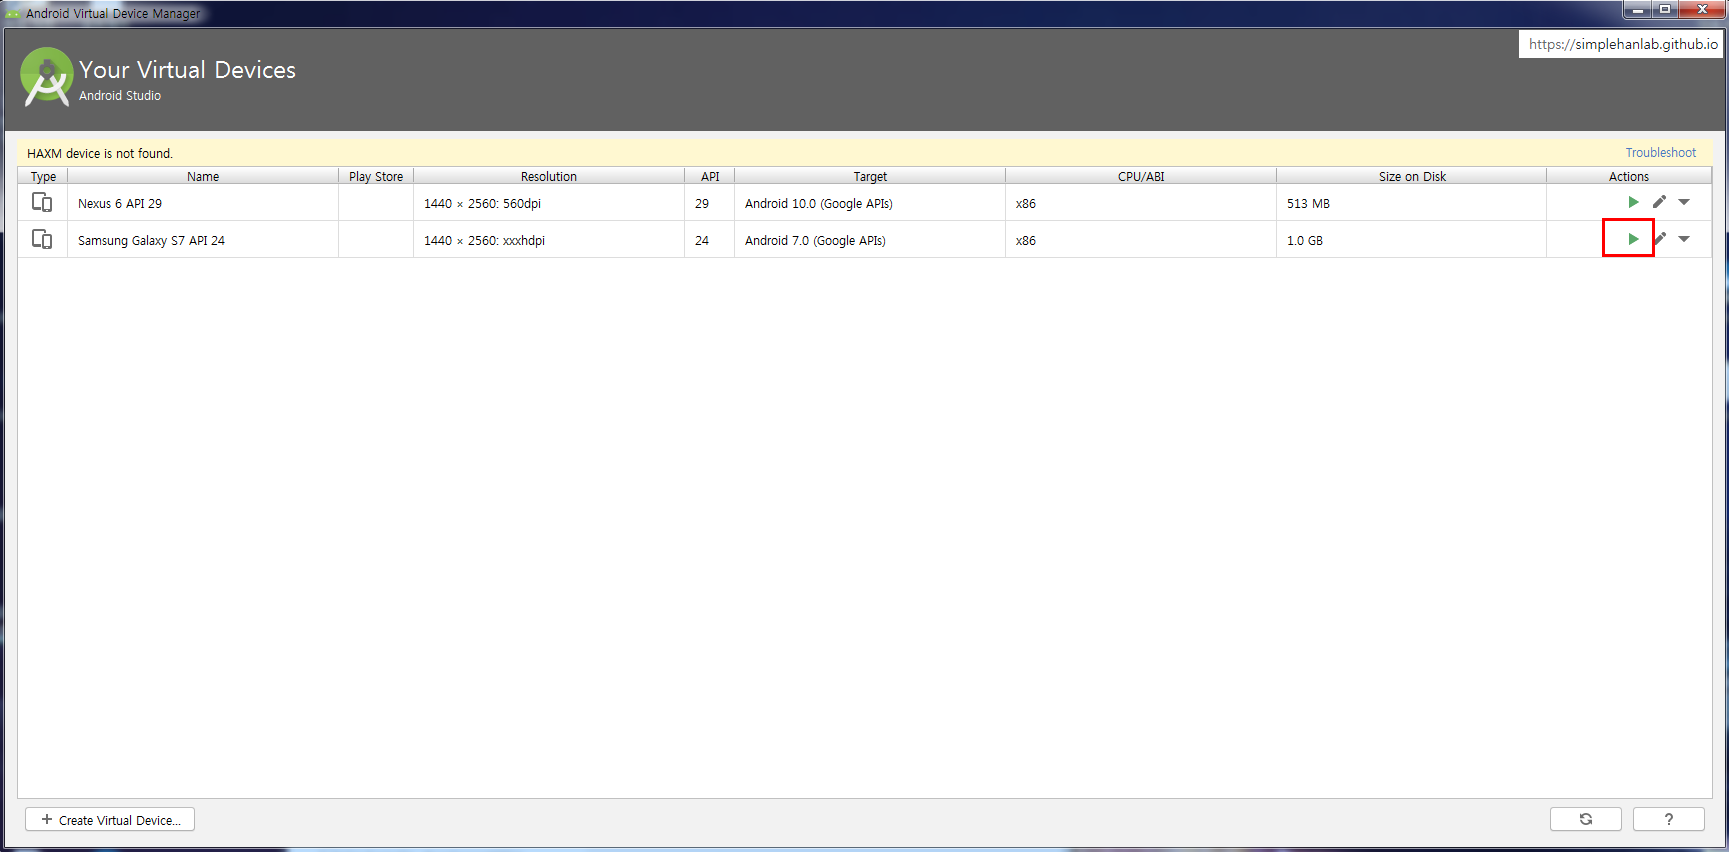 Android Virtual Device Manager
https://simplehanlab.github.io
Your Virtual Devices
Android Studio
HAXM device is not found. Troubleshoot
Type Name Play Store Resolution API Target CPU/ABI Size on Disk Actions
Nexus 6 API 29 1440 × 2560: 560dpi 29 Android 10.0 (Google APIs) x86 513 MB
Samsung Galaxy S7 API 24 1440 × 2560: xxxhdpi 24 Android 7.0 (Google APIs) x86 1.0 GB
+ Create Virtual Device... ?